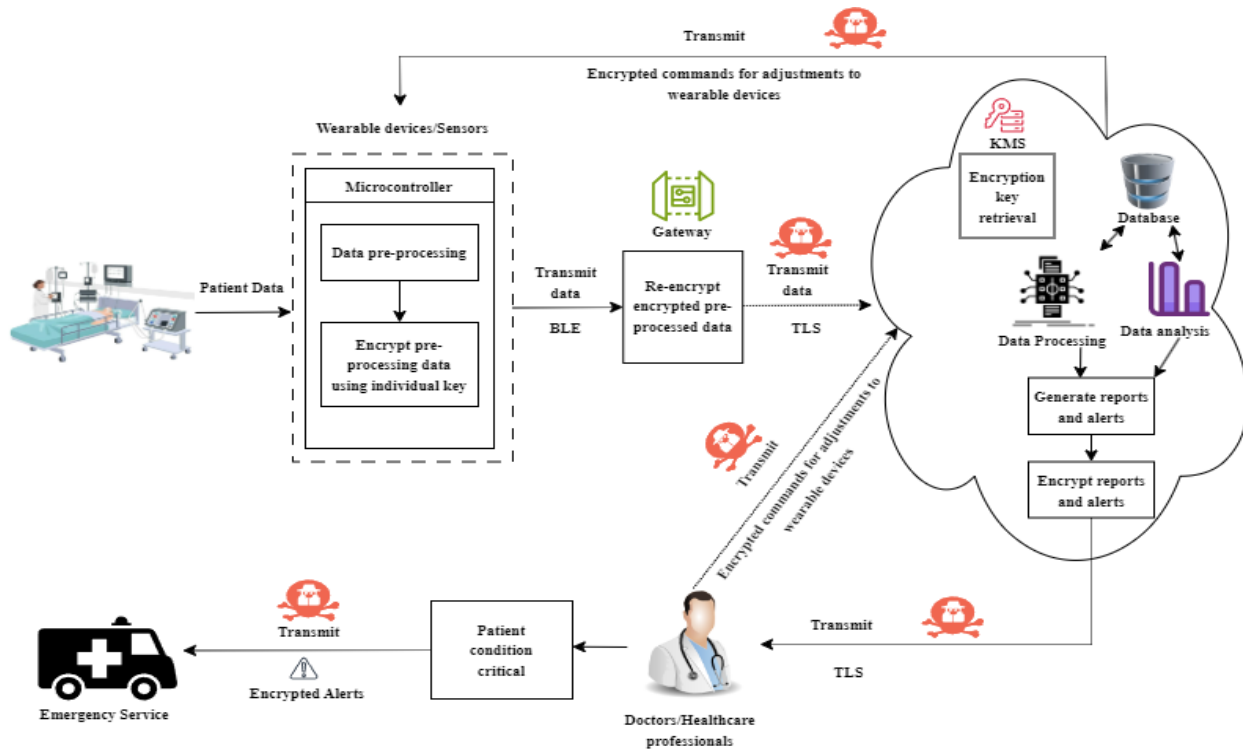 Transmit
Encrypted commands for adjustments to
wearable devices
Wearable devices/Sensors
KMS
Encryption
key
retrieval
Database
Microcontroller
Data pre-processing
Encrypt pre-
processing data
using individual key
Patient Data
Transmit
data
BLE
Gateway
Re-encrypt
encrypted pre-
processed data
Transmit
data
TLS
Data Processing
Data analysis
Generate reports
and alerts
Encrypt reports
and alerts
Transmit
Encrypted commands for adjustments to
wearable devices
Transmit
TLS
Doctors/Healthcare
professionals
Patient
condition
critical
Transmit
Encrypted Alerts
Emergency Service